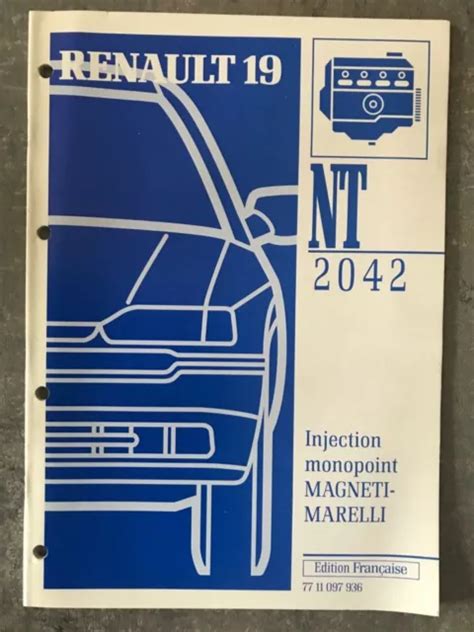 RENAULT 19
NT
2042
Injection
monopoint
MAGNETI-
MARELLI
Edition Française
77 11 097 936